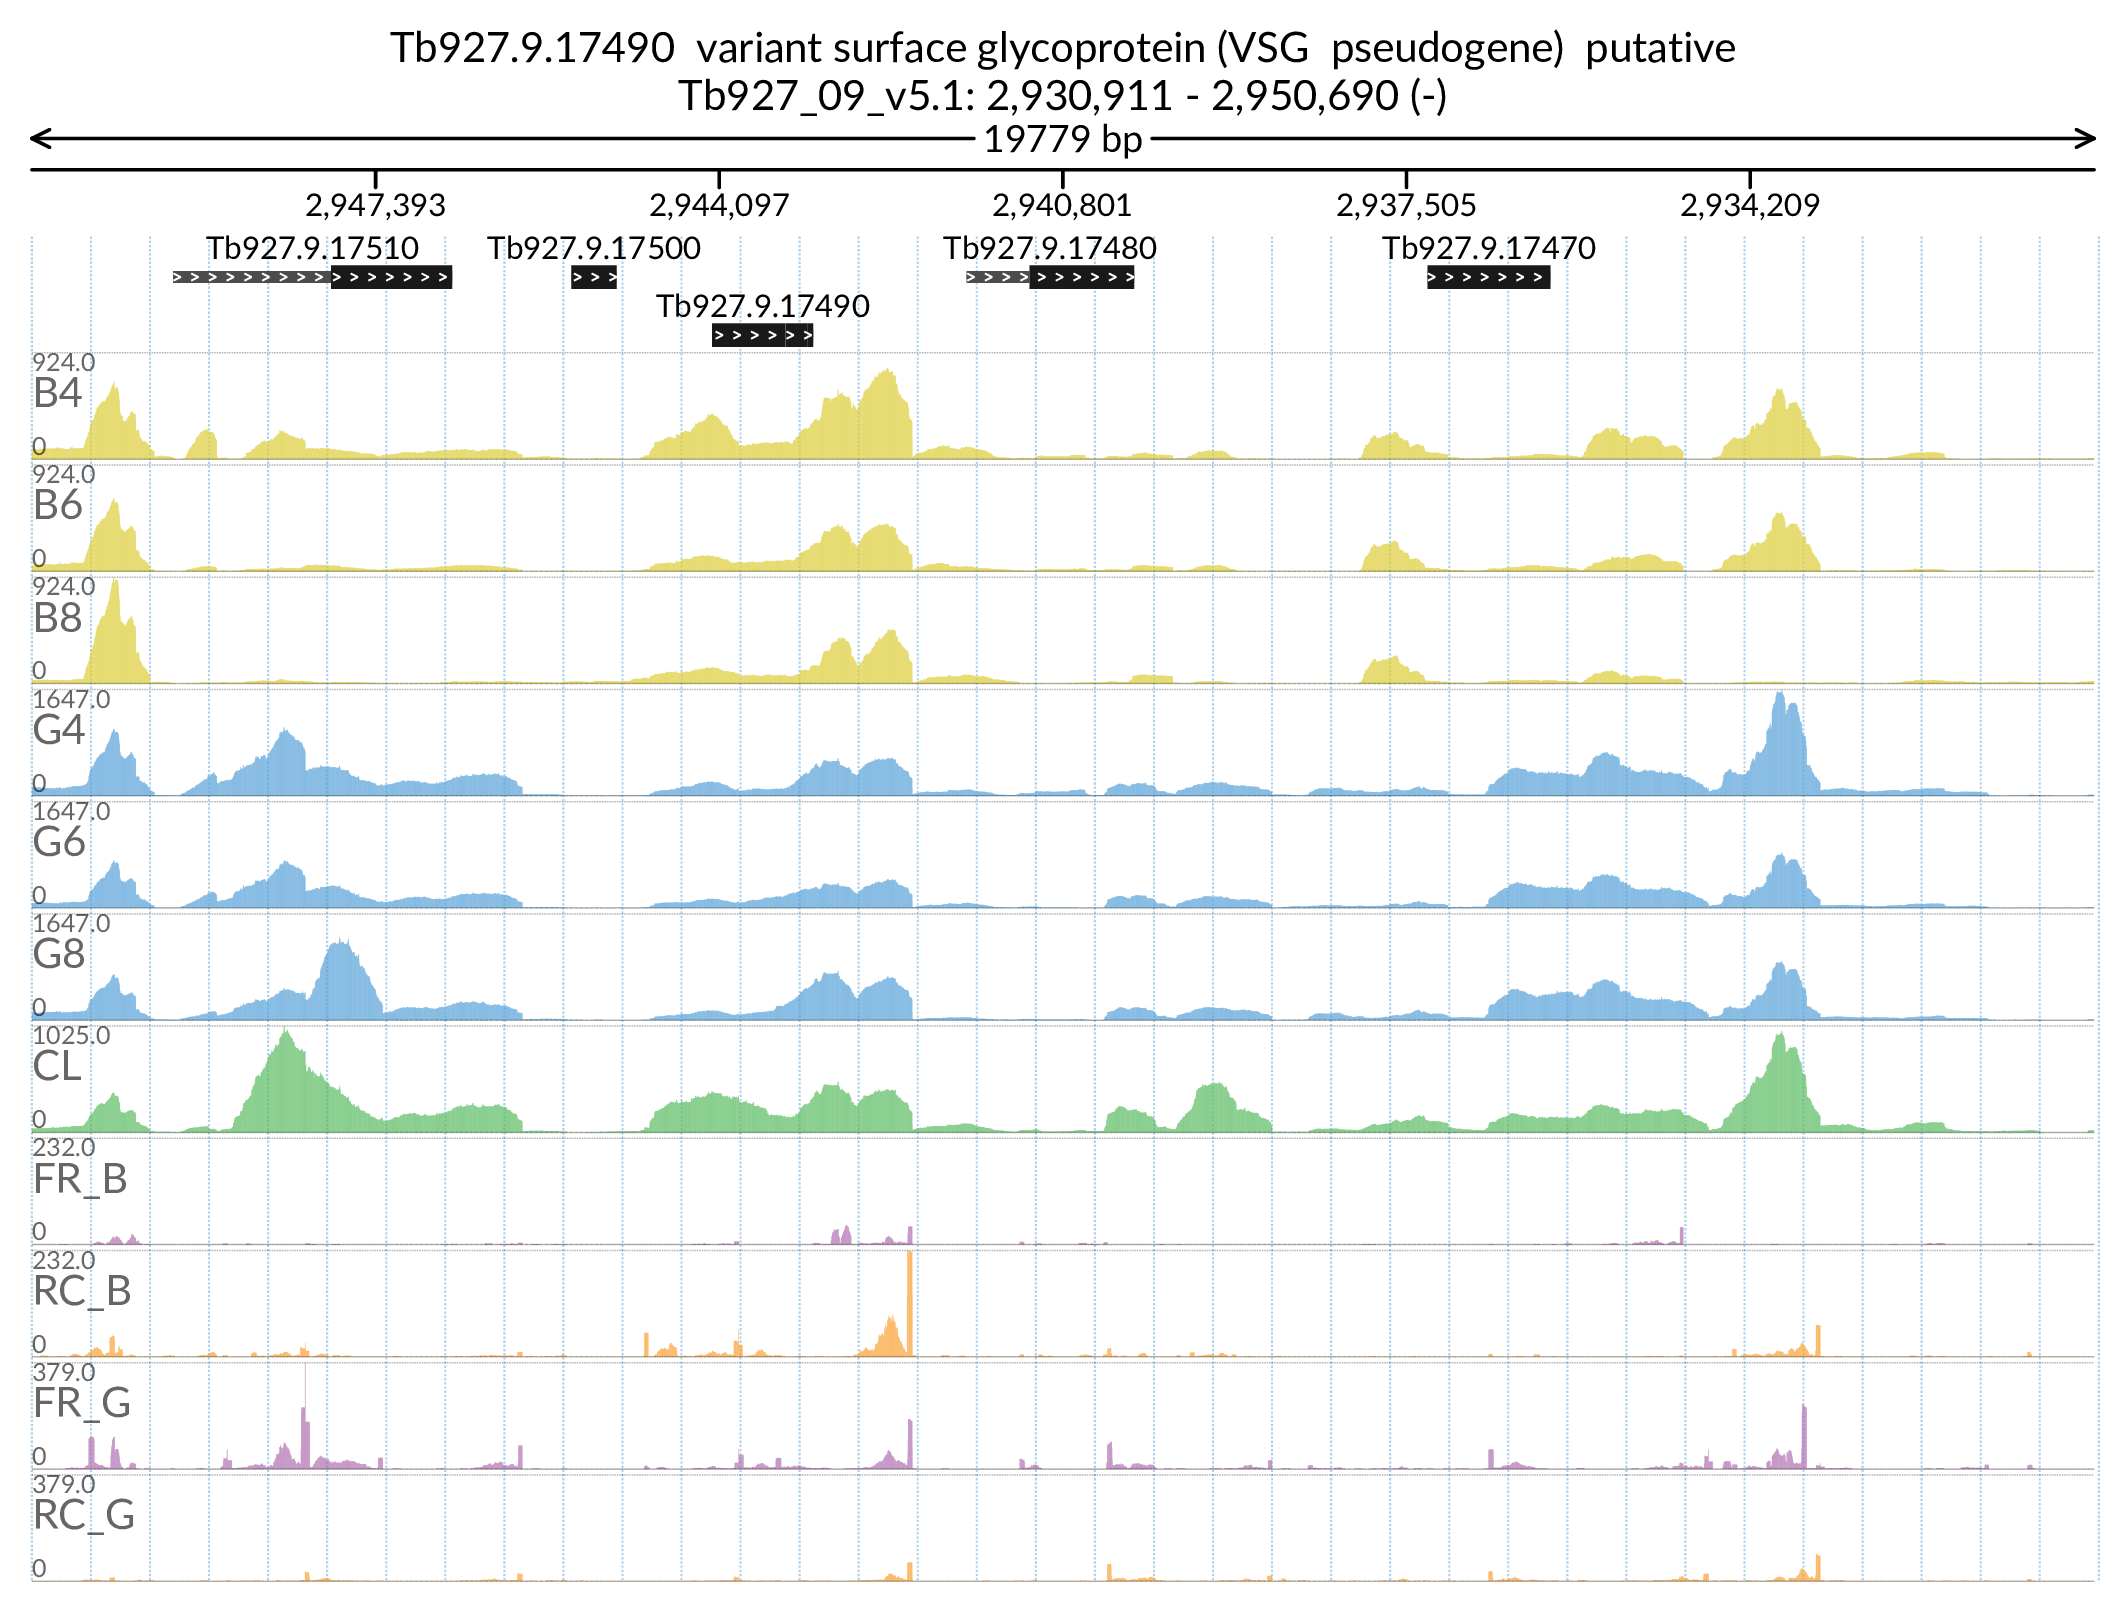 Tb927.9.17490  variant surface glycoprotein (VSG  pseudogene)  putative
Tb927_09_v5.1: 2,930,911 - 2,950,690 (-)
19779 bp
2,947,393 2,944,097 2,940,801 2,937,505 2,934,209
Tb927.9.17510 Tb927.9.17500 Tb927.9.17480 Tb927.9.17470
Tb927.9.17490
924.0
B4
0
924.0
B6
0
924.0
B8
0
1647.0
G4
0
1647.0
G6
0
1647.0
G8
0
1025.0
CL
0
232.0
FR_B
0
232.0
RC_B
0
379.0
FR_G
0
379.0
RC_G
0